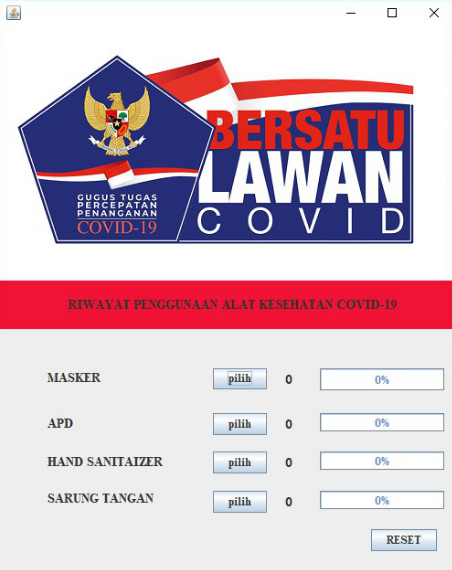 BERSATU
LAWAN
COVID
GUGUS TUGAS
PERCEPATAN
PENANGANAN
COVID-19
RIWAYAT PENGGUNAAN ALAT KESEHATAN COVID-19
MASKER pilih 0 0%
APD pilih 0 0%
HAND SANITAIZER pilih 0 0%
SARUNG TANGAN pilih 0 0%
RESET